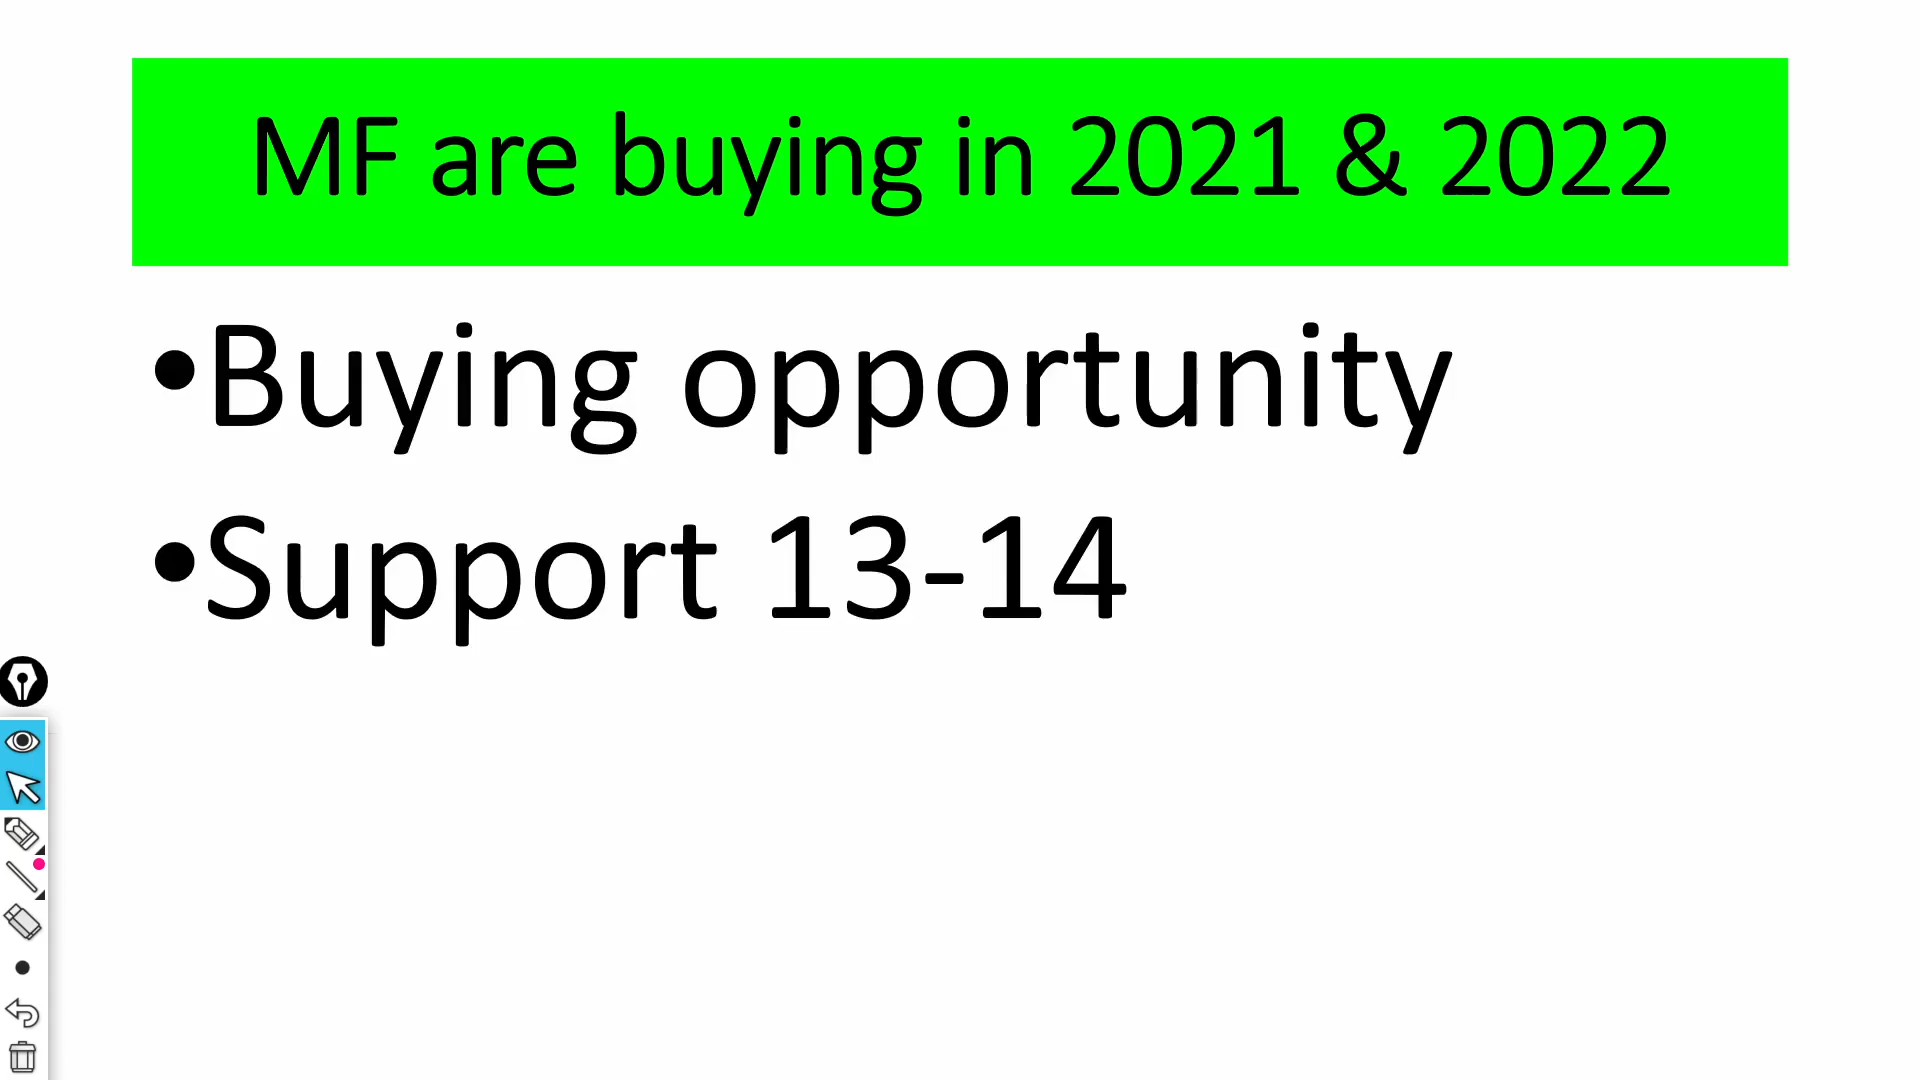 MF are buying in 2021 & 2022
•Buying opportunity
•Support 13-14